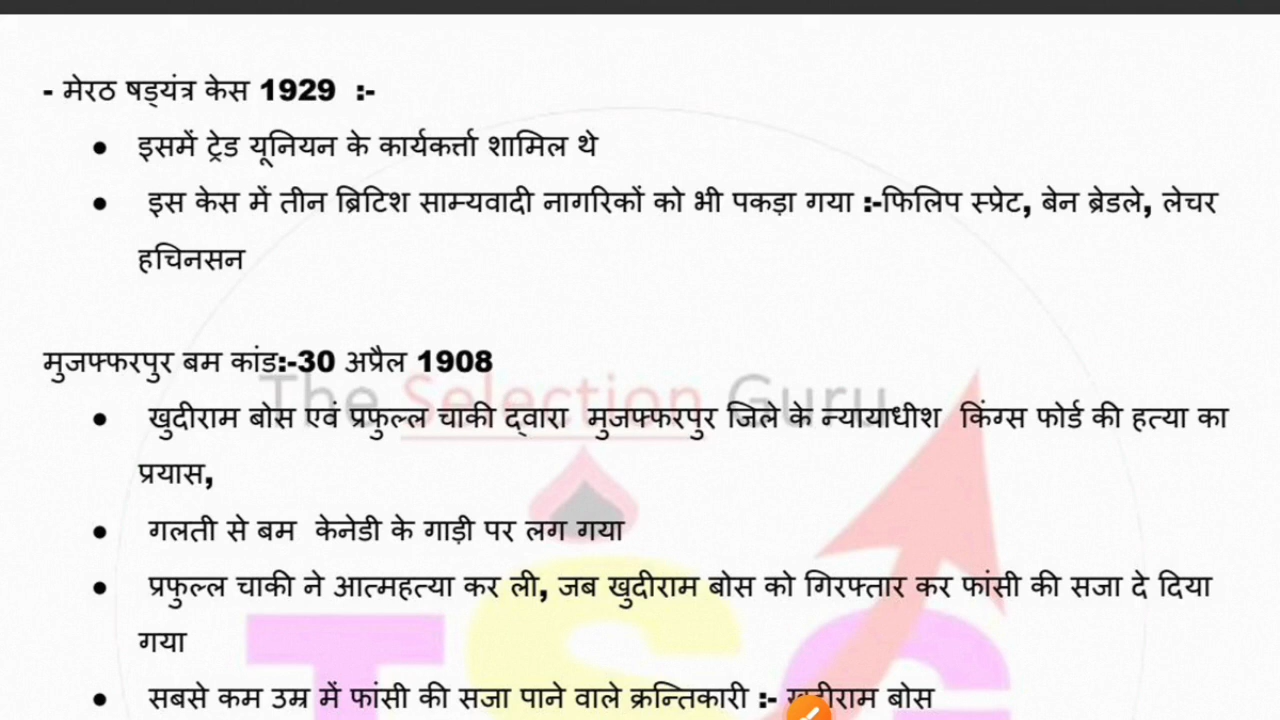 - मेरठ षड्यंत्र केस 1929 :-
● इसमें ट्रेड यूनियन के कार्यकर्त्ता शामिल थे
● इस केस में तीन ब्रिटिश साम्यवादी नागरिकों को भी पकड़ा गया :-फिलिप स्प्रेट, बेन ब्रेडले, लेचर
हचिनसन
मुजफ्फरपुर बम कांड:-30 अप्रैल 1908
The Selection Guru
● खुदीराम बोस एवं प्रफुल्ल चाकी द्वारा मुजफ्फरपुर जिले के न्यायाधीश किंग्स फोर्ड की हत्या का
प्रयास,
● गलती से बम केनेडी के गाड़ी पर लग गया
● प्रफुल्ल चाकी ने आत्महत्या कर ली, जब खुदीराम बोस को गिरफ्तार कर फांसी की सजा दे दिया
गया
TSG
● सबसे कम उम्र में फांसी की सजा पाने वाले क्रन्तिकारी :- खुदीराम बोस